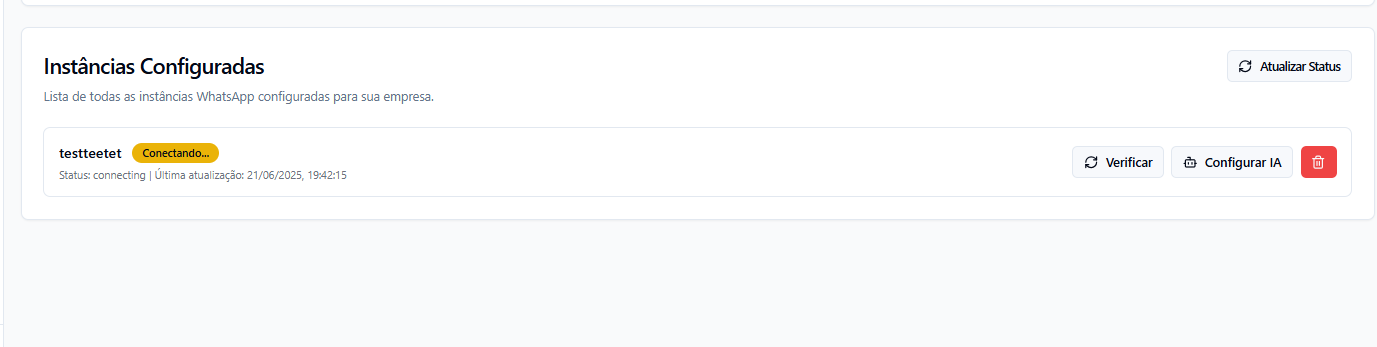 Instâncias Configuradas
Atualizar Status
Lista de todas as instâncias WhatsApp configuradas para sua empresa.
testteetet Conectando...
Verificar Configurar IA
Status: connecting | Última atualização: 21/06/2025, 19:42:15